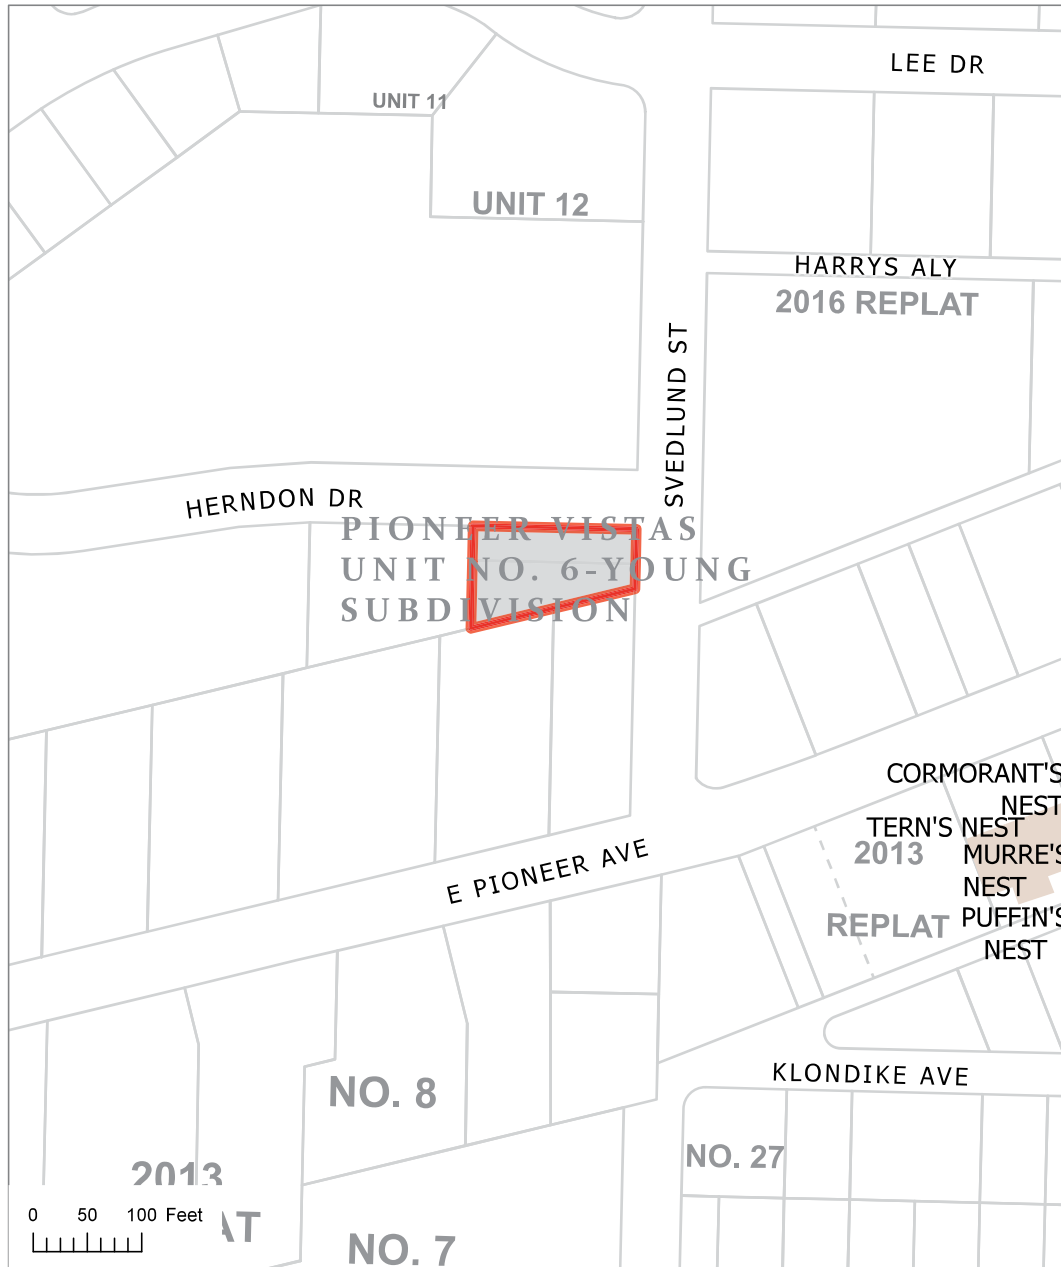 LEE DR
UNIT 11
UNIT 12
HARRYS ALY
2016 REPLAT
SVEDLUND ST
HERNDON DR
PIONEER VISTAS
UNIT NO. 6-YOUNG
SUBDIVISION
CORMORANT'S
NEST
TERN'S NEST
2013
MURRE'S
NEST
E PIONEER AVE
REPLAT
PUFFIN'S
NEST
KLONDIKE AVE
NO. 8
NO. 27
2013
0 50 100 Feet
AT
NO. 7